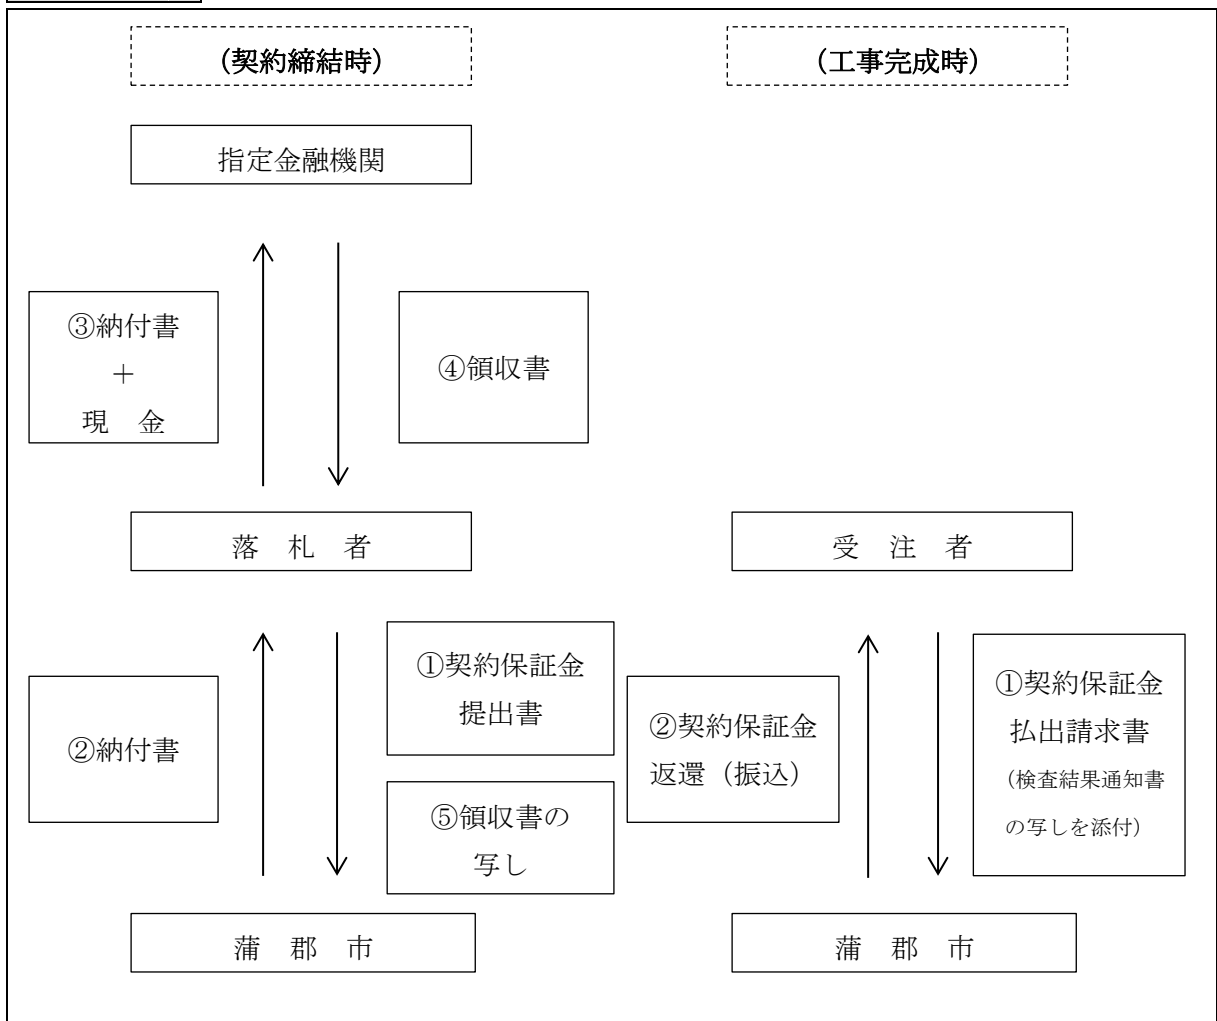 （契約締結時）
（工事完成時）
指定金融機関
③納付書
＋
現　金
④領収書
落　札　者
受　注　者
①契約保証金
提出書
②納付書
⑤領収書の
写し
②契約保証金
返還（振込）
①契約保証金
払出請求書
（検査結果通知書
の写しを添付）
蒲　郡　市
蒲　郡　市